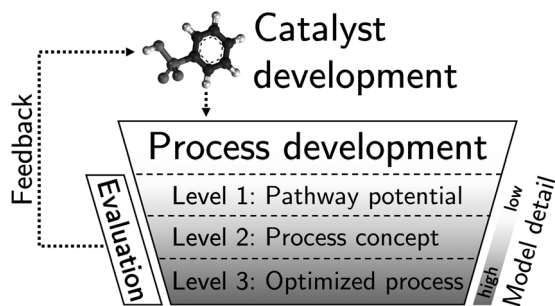 Catalyst
development
Feedback
Process development
Evaluation
Level 1: Pathway potential
Level 2: Process concept
Level 3: Optimized process
low
high
Model detail